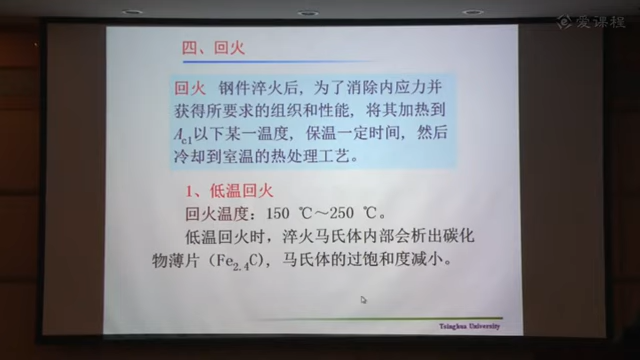 爱课程
四、回火
回火 钢件淬火后，为了消除内应力并
获得所要求的组织和性能，将其加热到
Ac1以下某一温度，保温一定时间，然后
冷却到室温的热处理工艺。
1、低温回火
回火温度：150 ℃～250 ℃。
低温回火时，淬火马氏体内部会析出碳化
物薄片（Fe2.4C），马氏体的过饱和度减小。
Tsinghua University